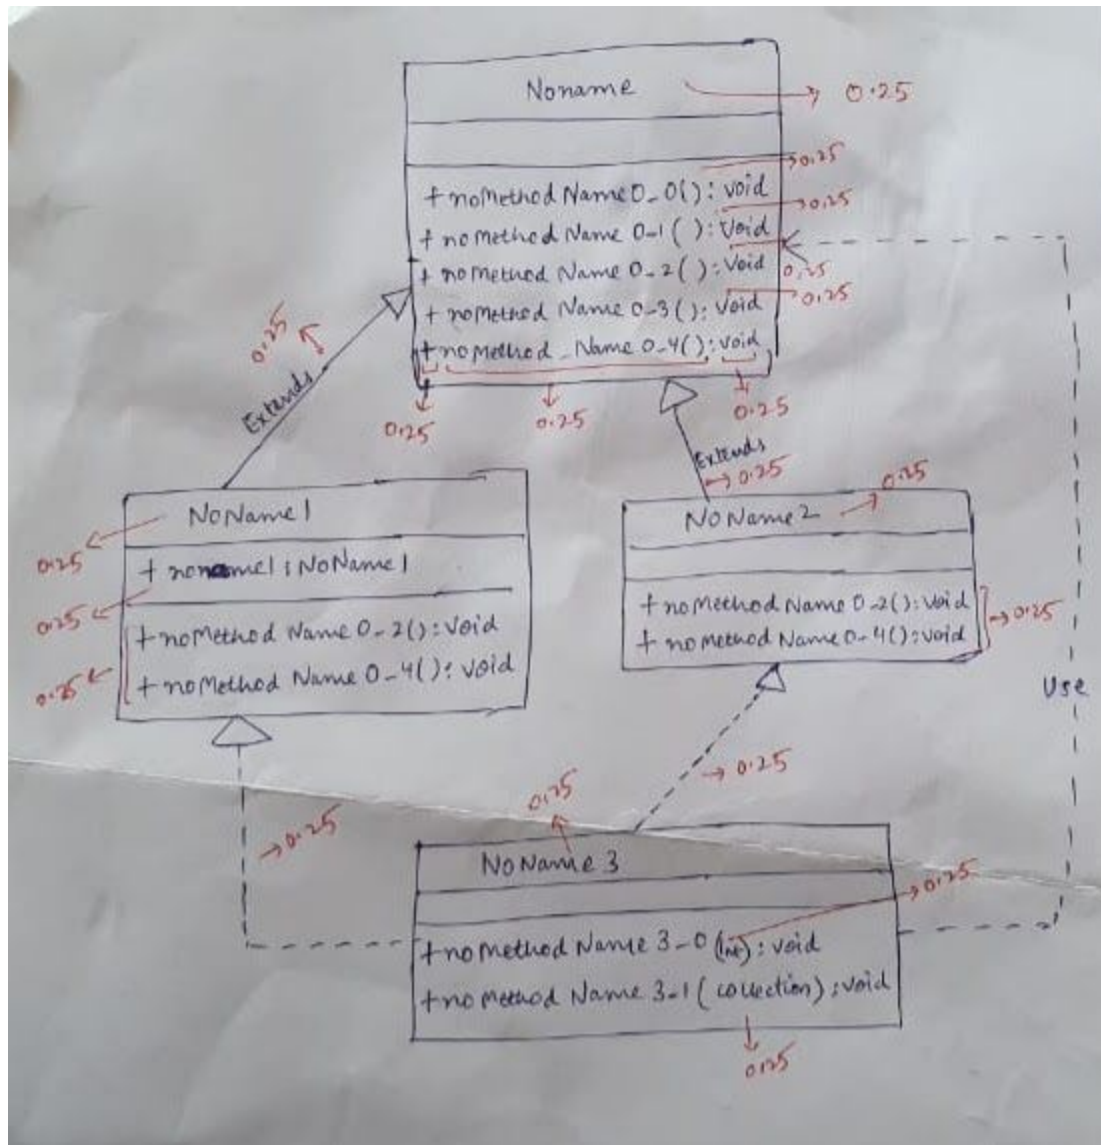 Noname
0.25
0.25
+ noMethod Name 0_0(): void
0.25
+ noMethod Name 0_1( ): Void
+ noMethod Name 0_2( ): Void
0.25
+ noMethod Name 0_3(): Void
0.25
+ noMethod_Name 0_4(): void
0.25
0.25
0.25
0.25
Extends
Extends
0.25
NoName1
0.25
+ noname1: NoName1
0.25
+ noMethod Name 0_2(): Void
+ noMethod Name 0_4(): void
0.25
NoName2
0.25
+ noMethod Name 0_2(): Void
+ noMethod Name 0_4(): void
0.25
Use
0.25
0.25
0.25
NoName 3
0.25
+ noMethod Name 3_0 (Int): void
+ noMethod Name 3_1 ( collection): void
0.25